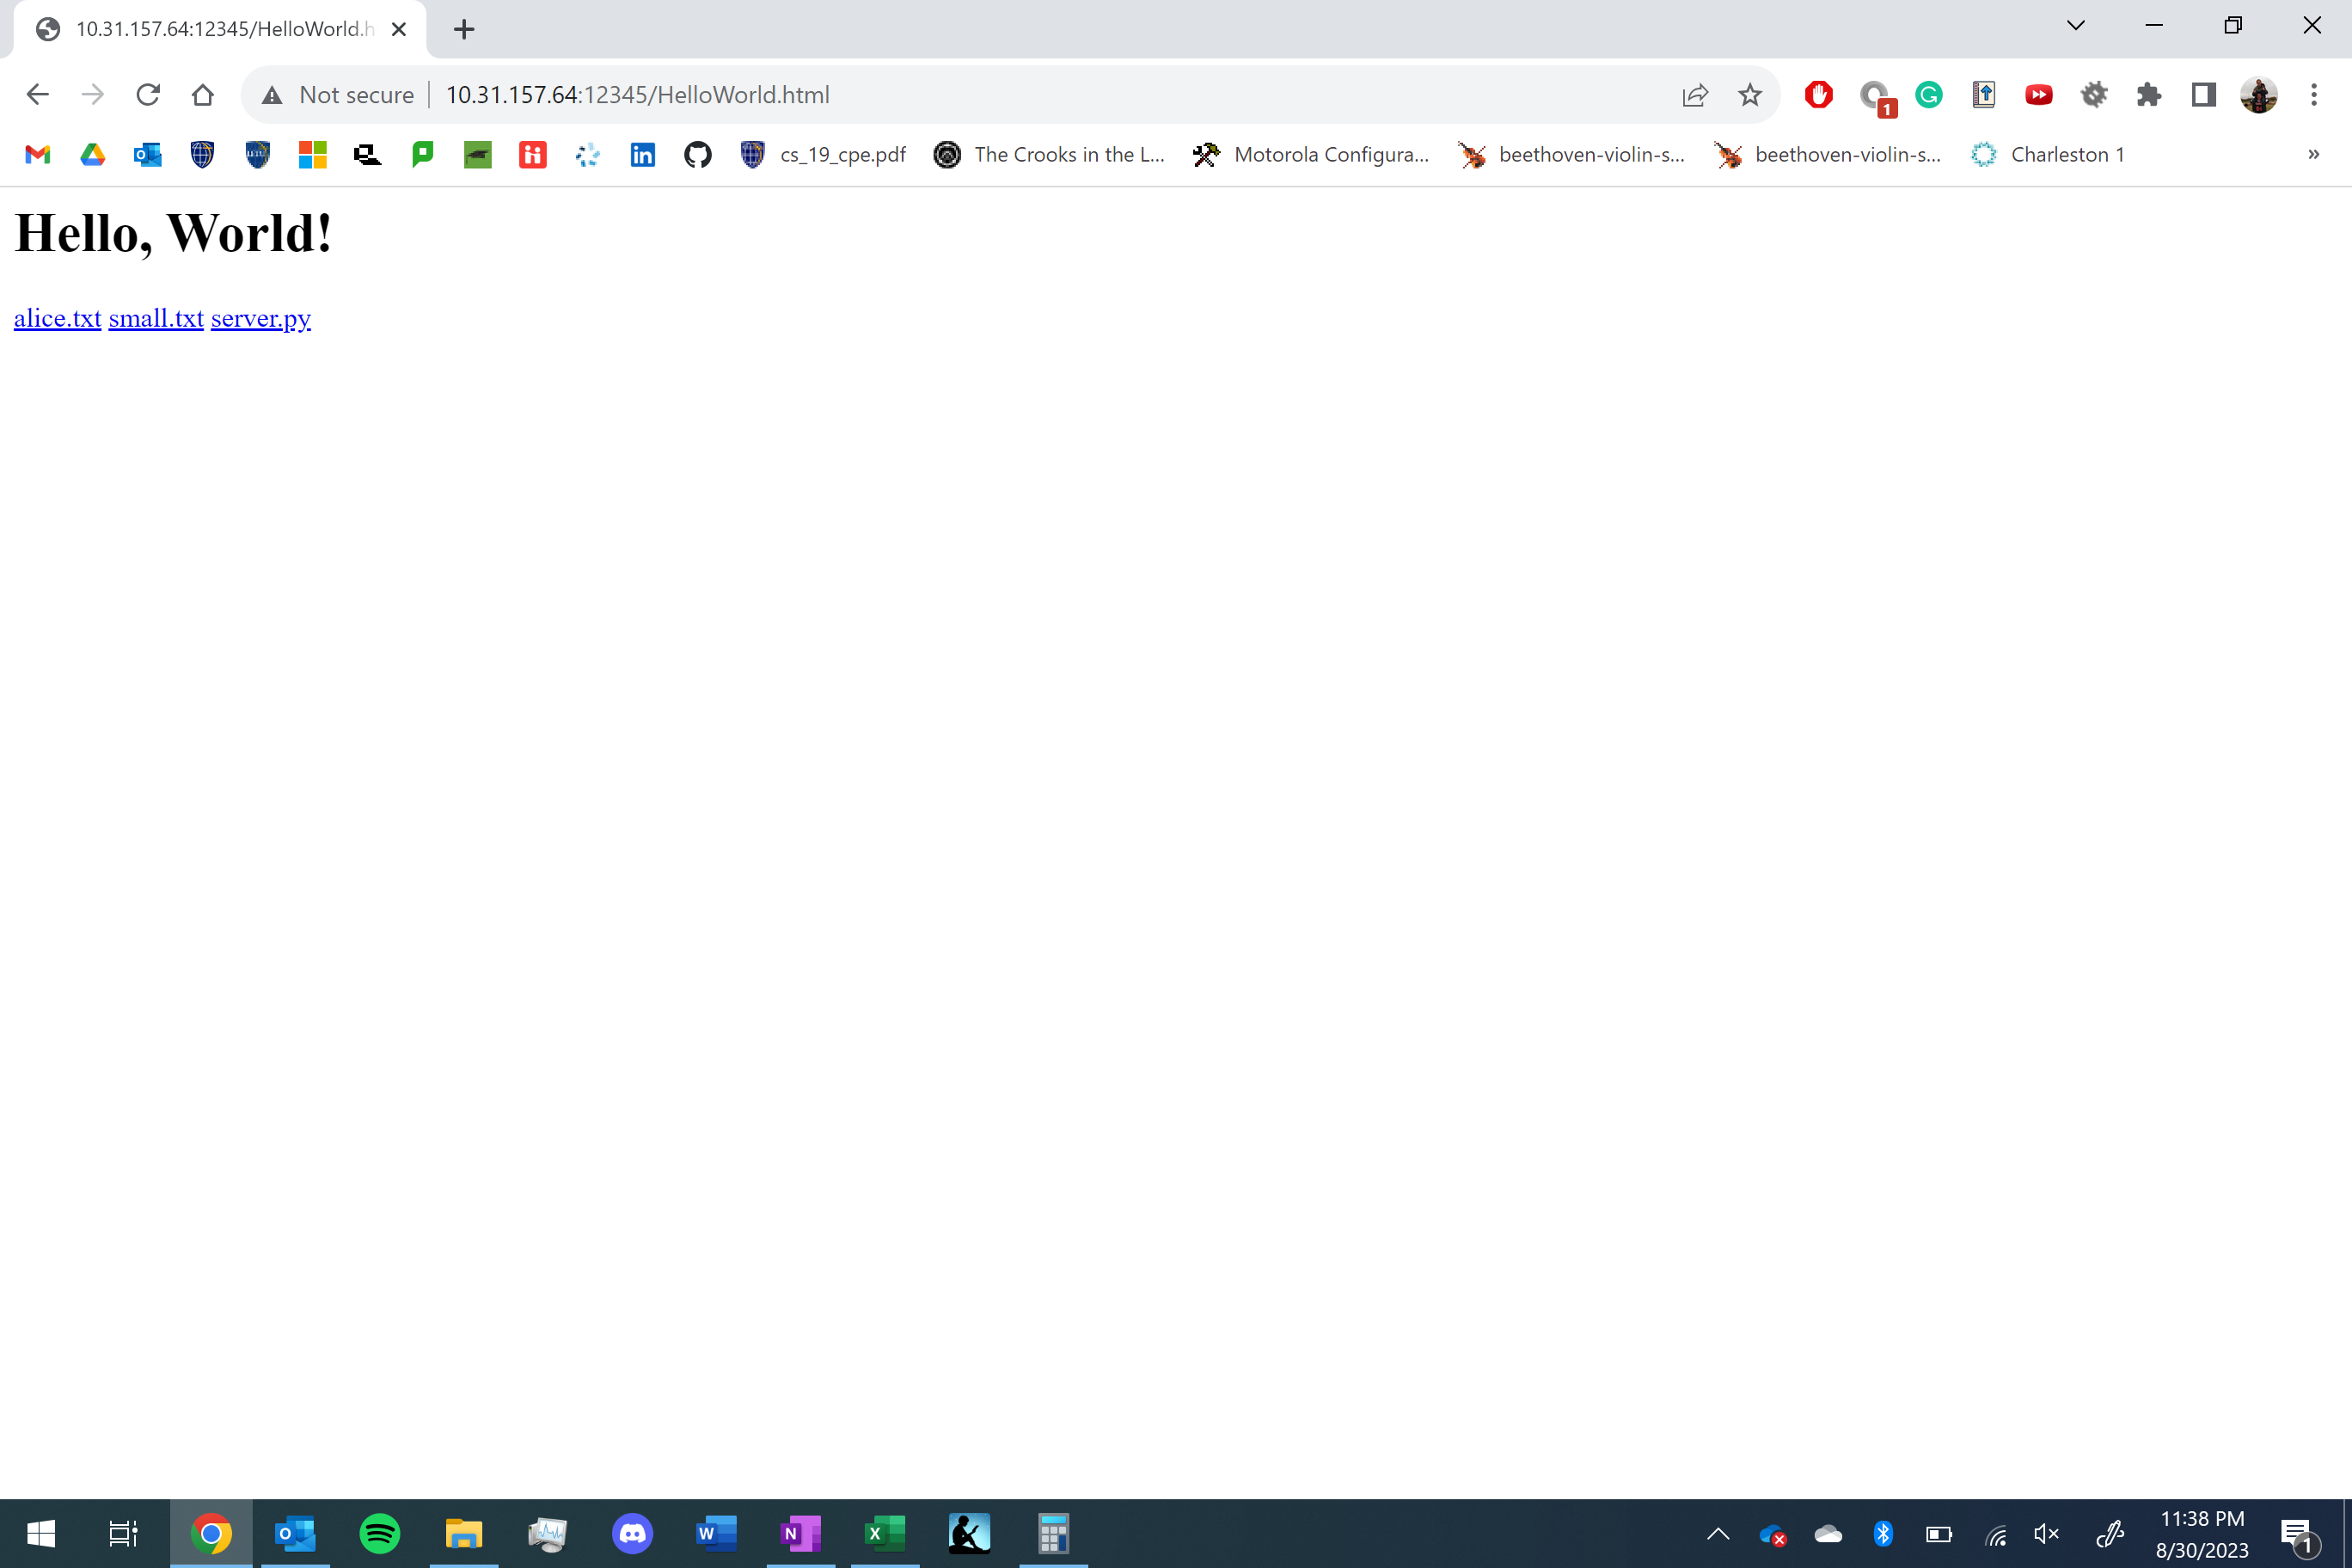 10.31.157.64:12345/HelloWorld.h
Not secure 10.31.157.64:12345/HelloWorld.html
1
cs_19_cpe.pdf The Crooks in the L... Motorola Configura... beethoven-violin-s... beethoven-violin-s... Charleston 1 »
Hello, World!
alice.txt small.txt server.py
11:38 PM
8/30/2023
1